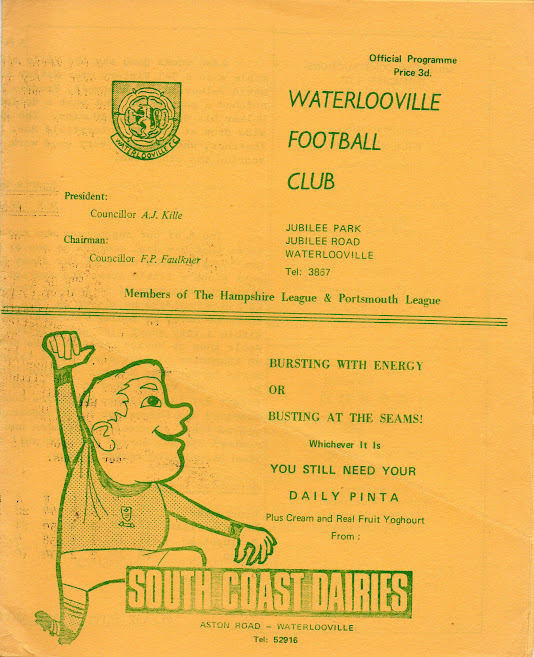 Official Programme
Price 3d.
WATERLOOVILLE
FOOTBALL
CLUB
WATERLOOVILLE F.C.
President:
Councillor A.J. Kille
Chairman:
Councillor F.P. Faulkner
JUBILEE PARK
JUBILEE ROAD
WATERLOOVILLE
Tel: 3867
Members of The Hampshire League & Portsmouth League
BURSTING WITH ENERGY
OR
BUSTING AT THE SEAMS!
Whichever It Is
YOU STILL NEED YOUR
DAILY PINTA
Plus Cream and Real Fruit Yoghourt
From :
SOUTH COAST DAIRIES
ASTON ROAD – WATERLOOVILLE
Tel: 52916